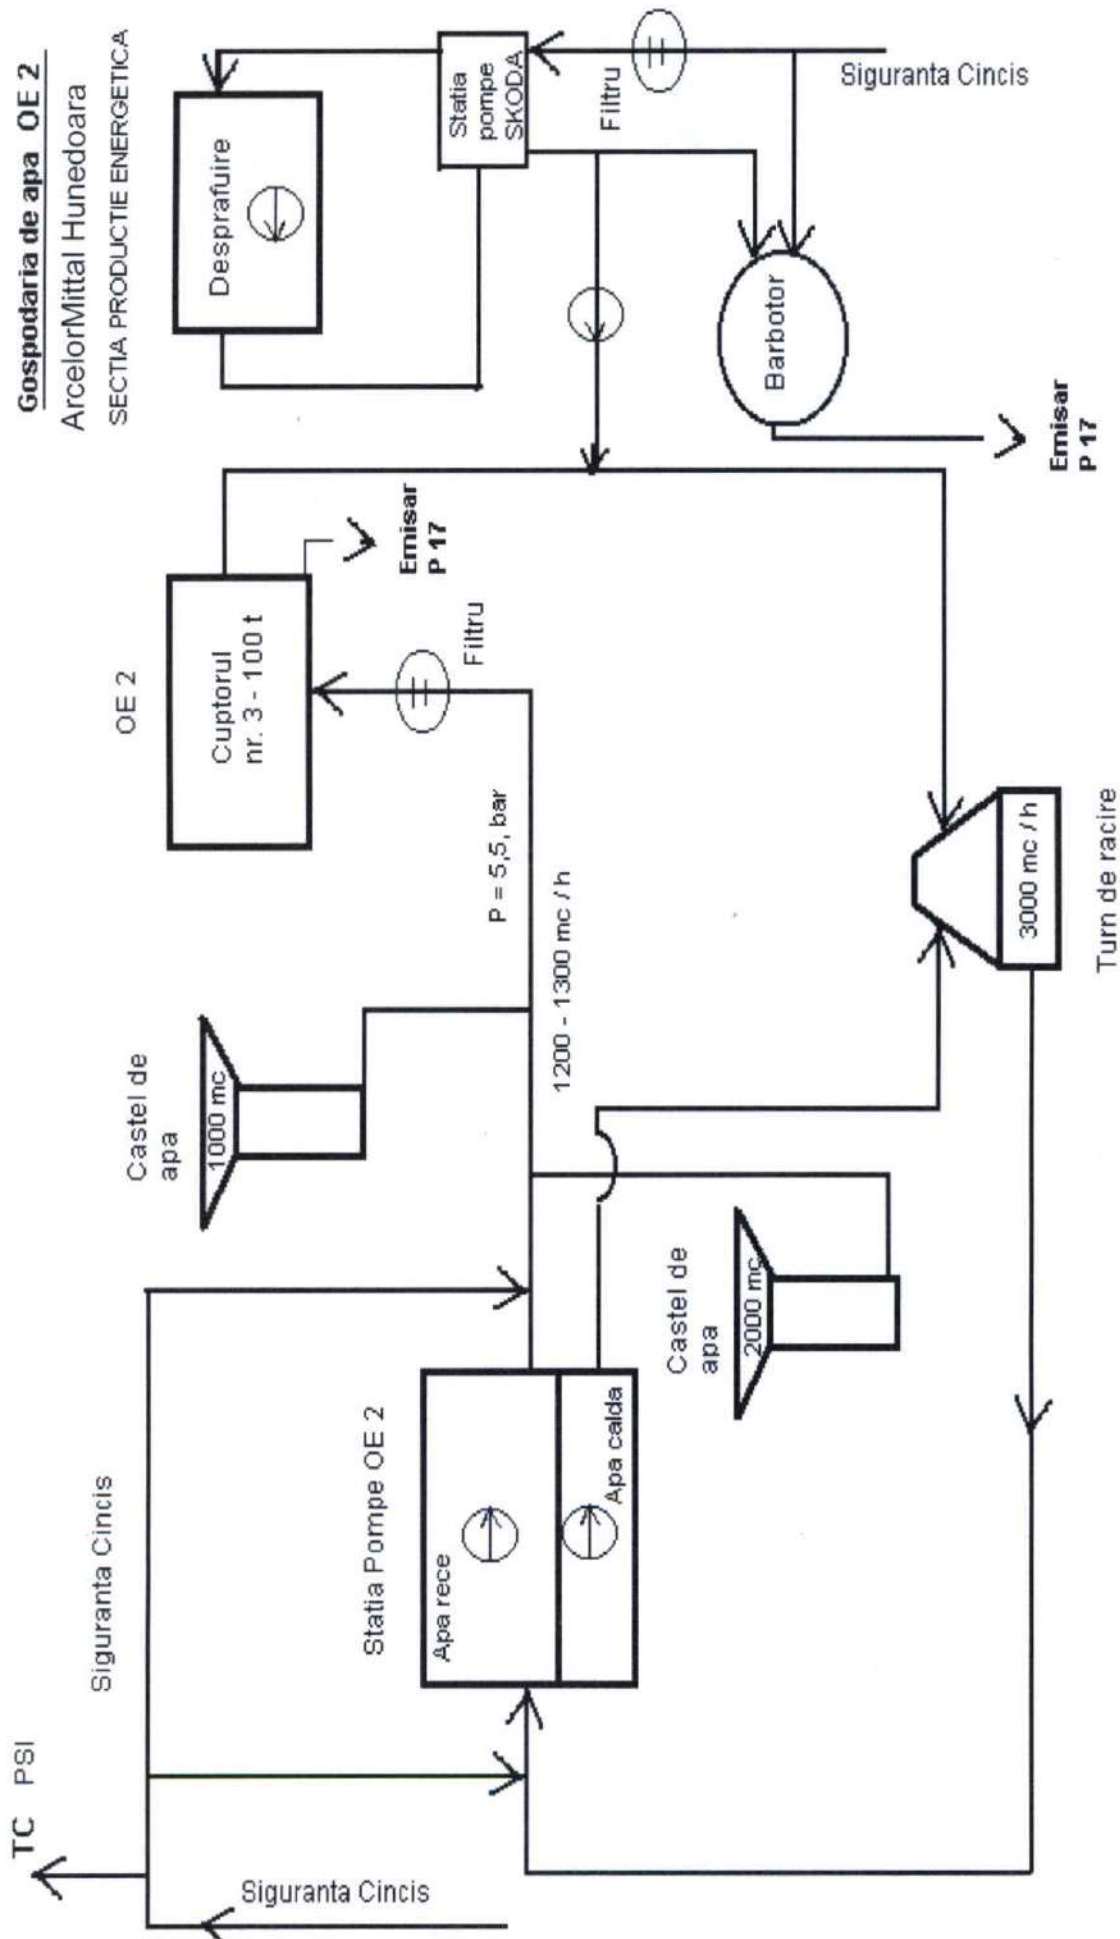 Gospodaria de apa OE 2
ArcelorMittal Hunedoara
SECTIA PRODUCTIE ENERGETICA
TC PSI
Siguranta Cincis
Siguranta Cincis
Castel de
apa
1000 mc
OE 2
Cuptorul
nr. 3 - 100 t
Emisar
P 17
Filtru
Desprafuire
Statia
pompe
SKODA
Filtru
Siguranta Cincis
Statia Pompe OE 2
Apa rece
Apa calda
P = 5,5, bar
1200 - 1300 mc / h
Castel de
apa
2000 mc
Barbotor
Emisar
P 17
3000 mc / h
Turn de racire